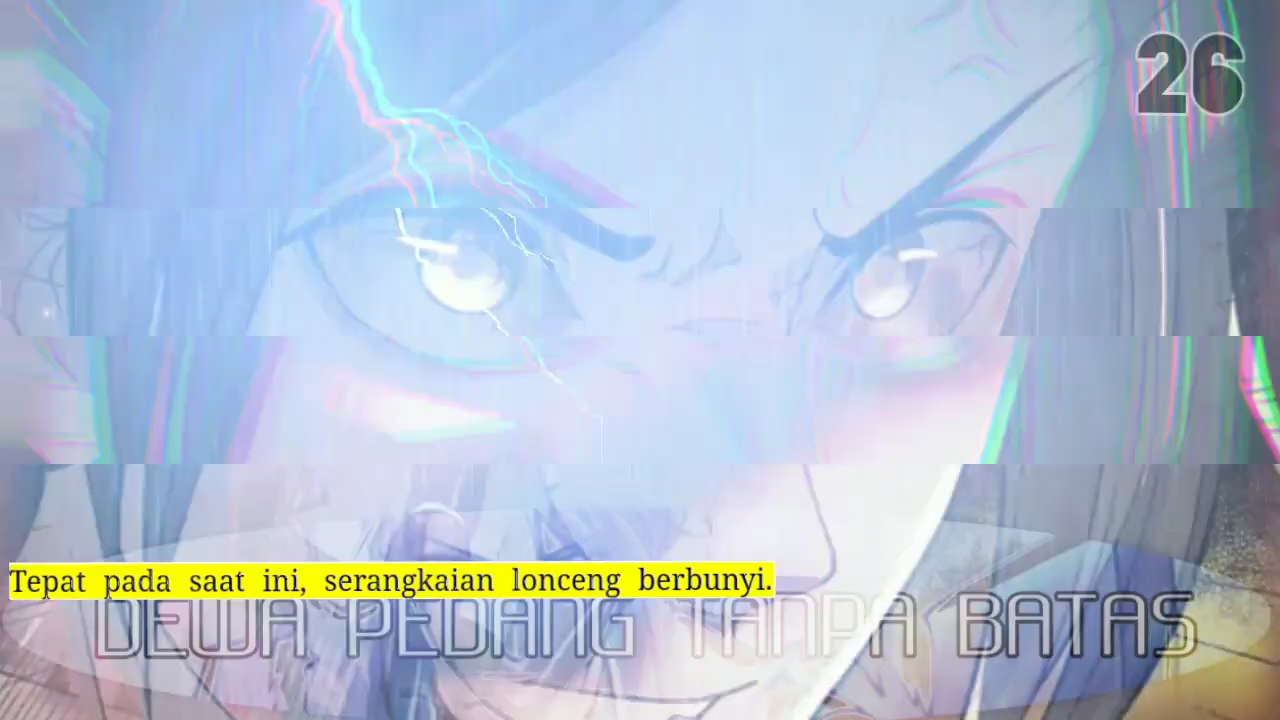 26
Tepat pada saat ini, serangkaian lonceng berbunyi.
DEWA PEDANG TANPA BATAS